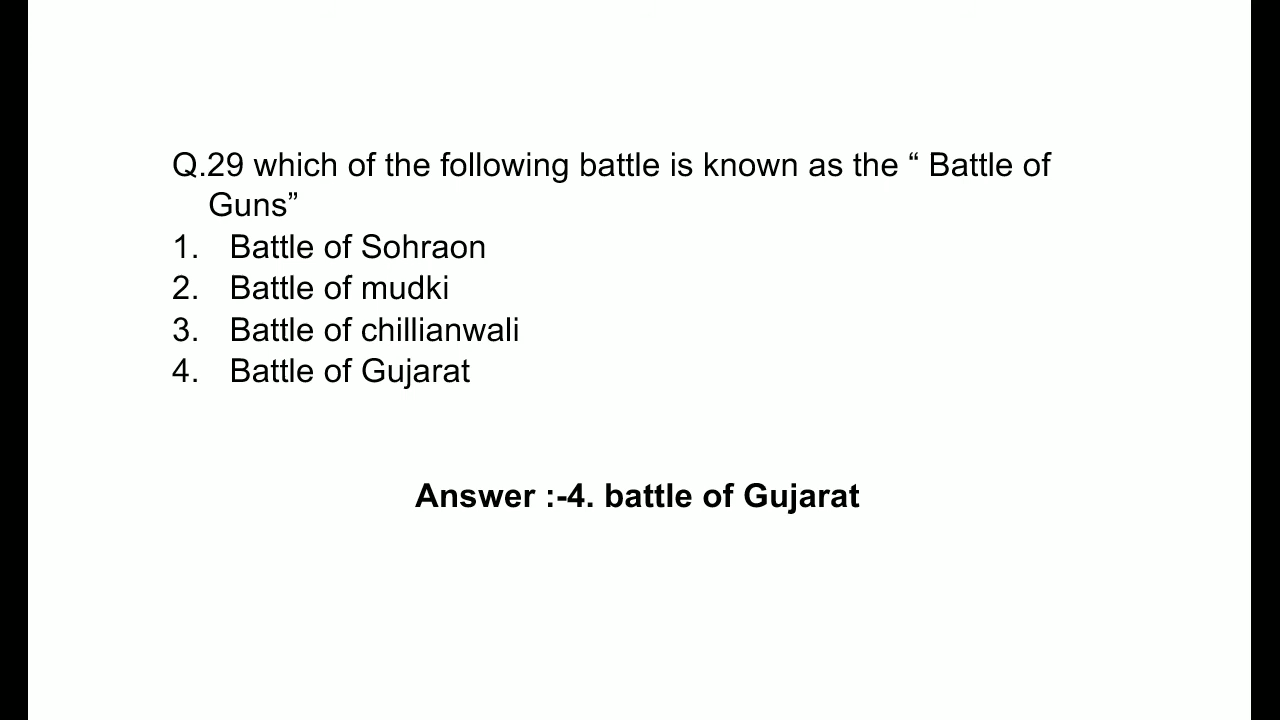 Q.29 which of the following battle is known as the “ Battle of
Guns”
1. Battle of Sohraon
2. Battle of mudki
3. Battle of chillianwali
4. Battle of Gujarat
Answer :-4. battle of Gujarat